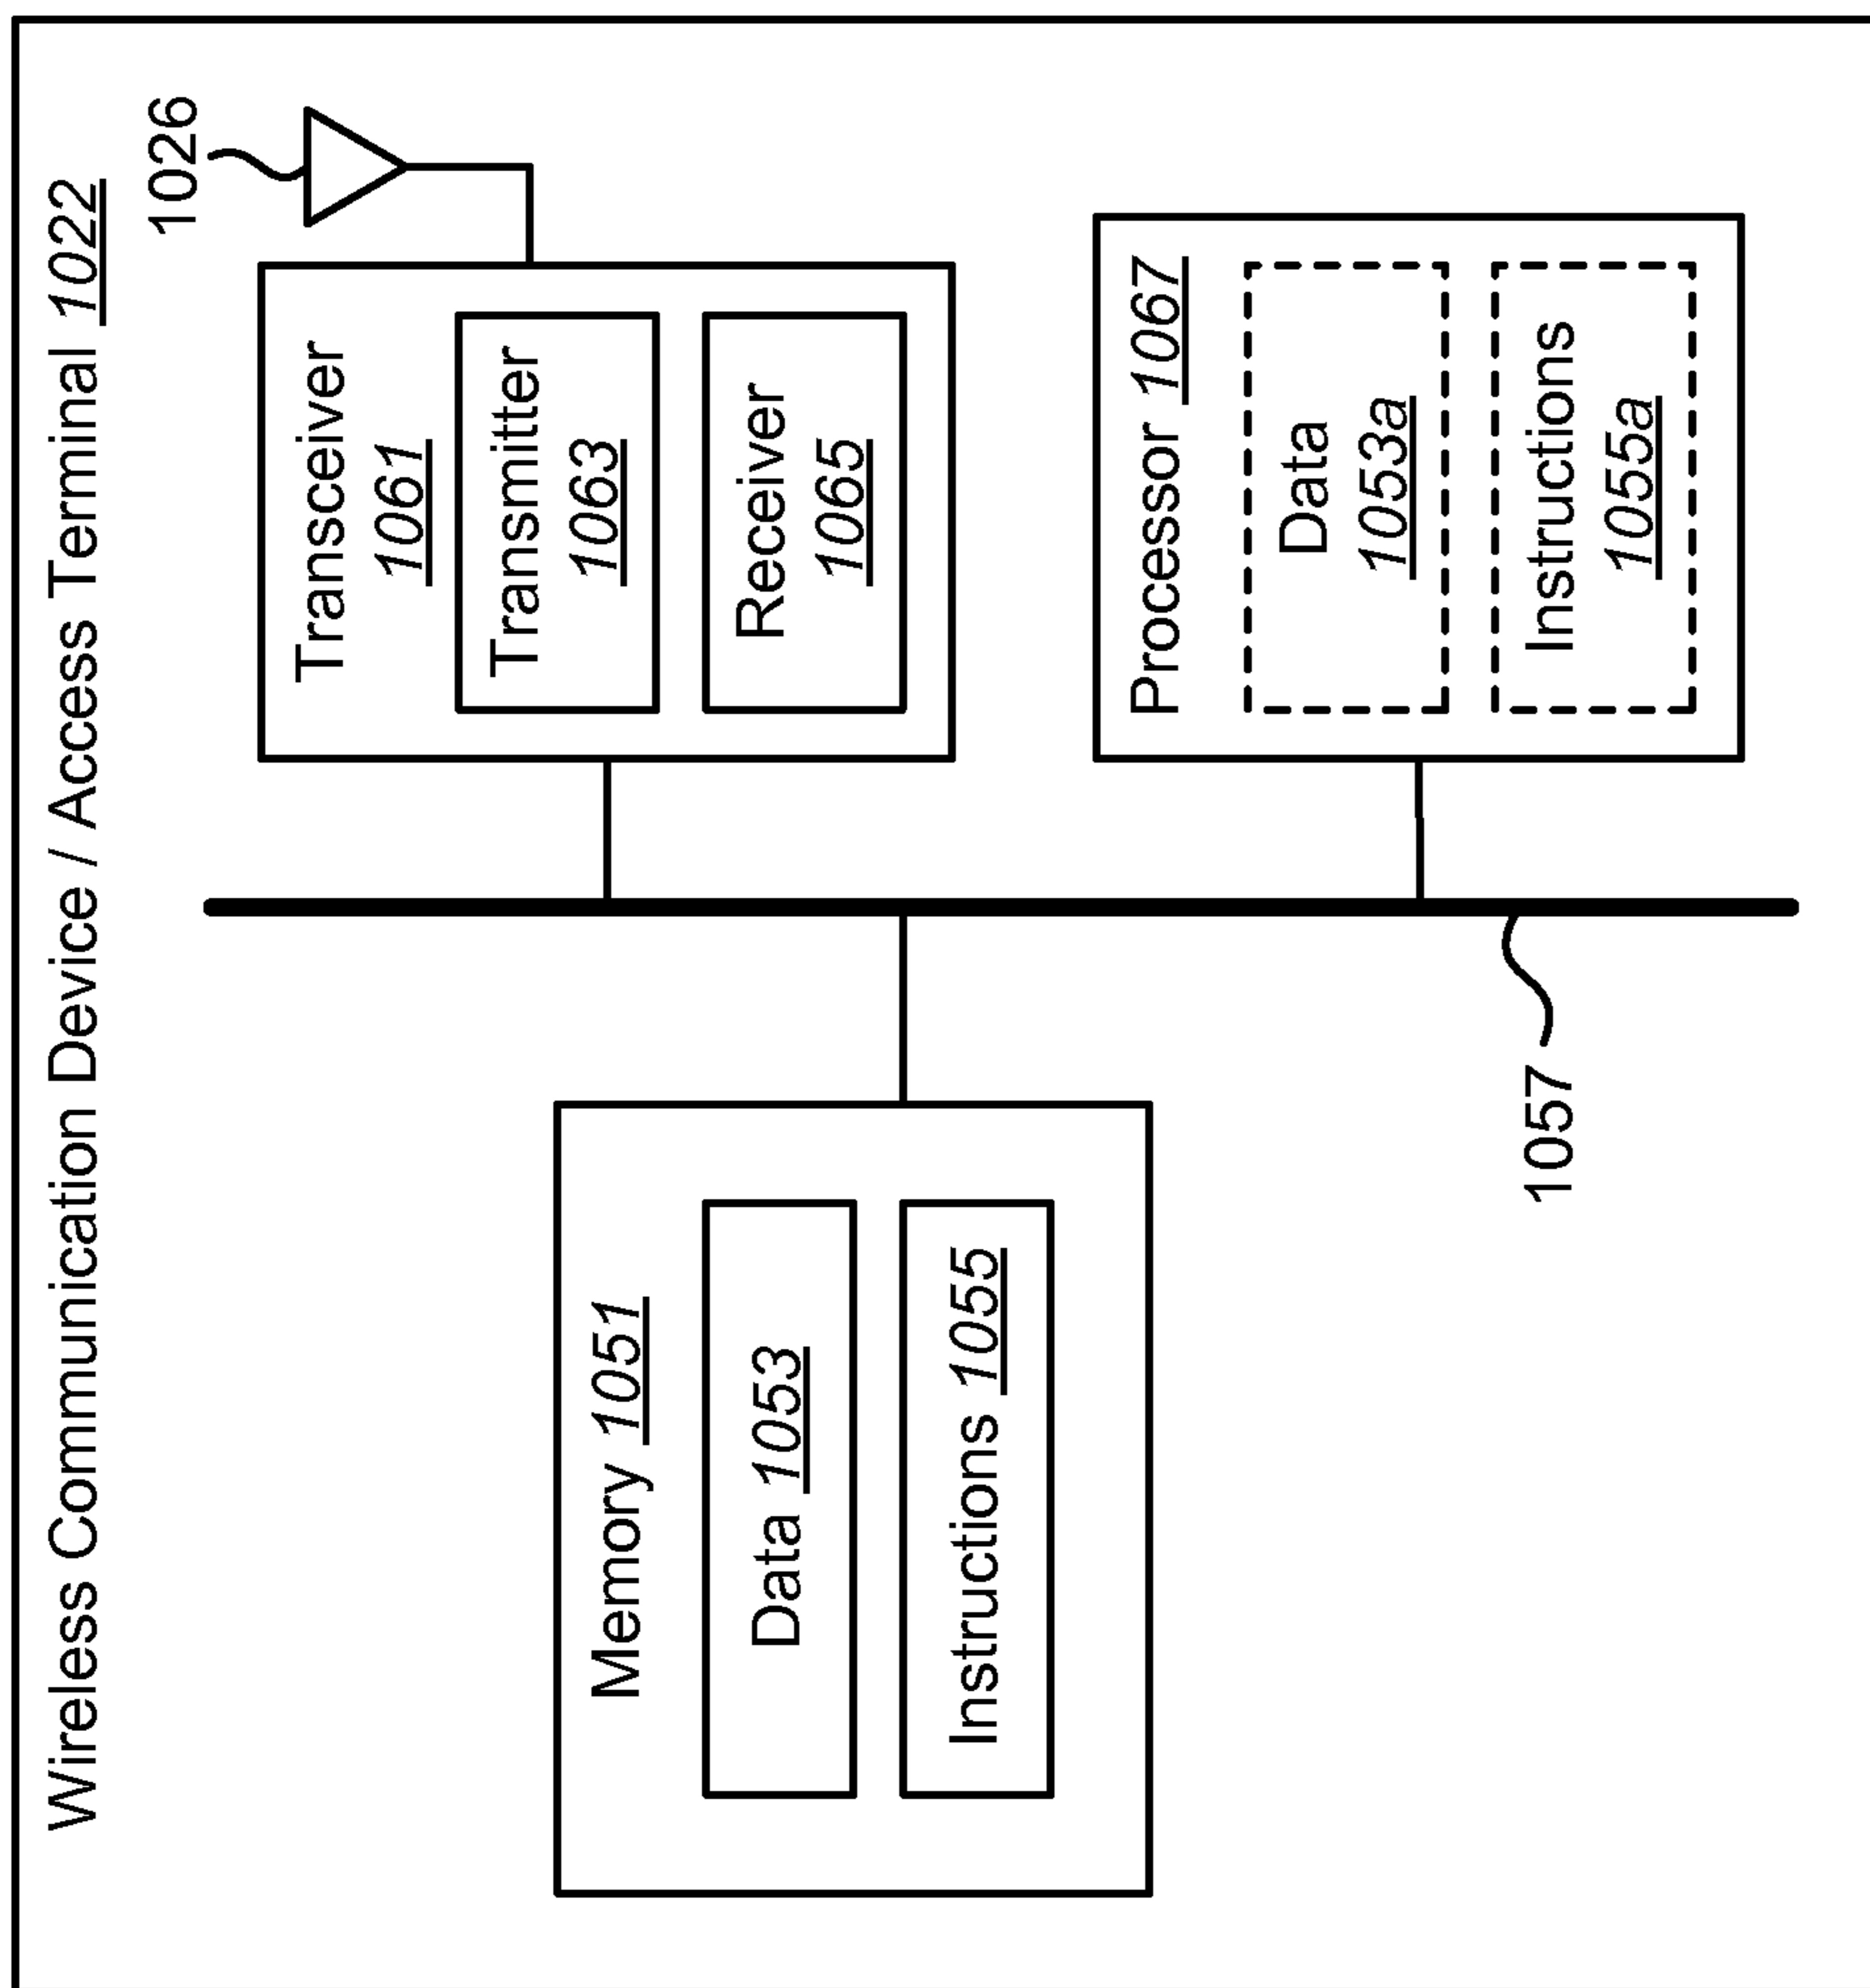 Wireless Communication Device / Access Terminal 1022
1026
Transceiver
1061
Transmitter
1063
Receiver
1065
Memory 1051
Data 1053
Instructions 1055
Processor 1067
Data
1053a
Instructions
1055a
1057